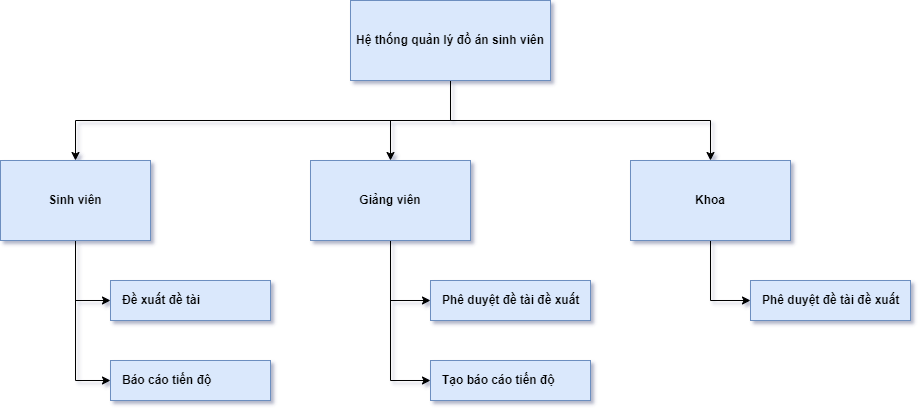 Hệ thống quản lý đồ án sinh viên
Sinh viên
Giảng viên
Khoa
Đề xuất đề tài
Phê duyệt đề tài đề xuất
Phê duyệt đề tài đề xuất
Báo cáo tiến độ
Tạo báo cáo tiến độ